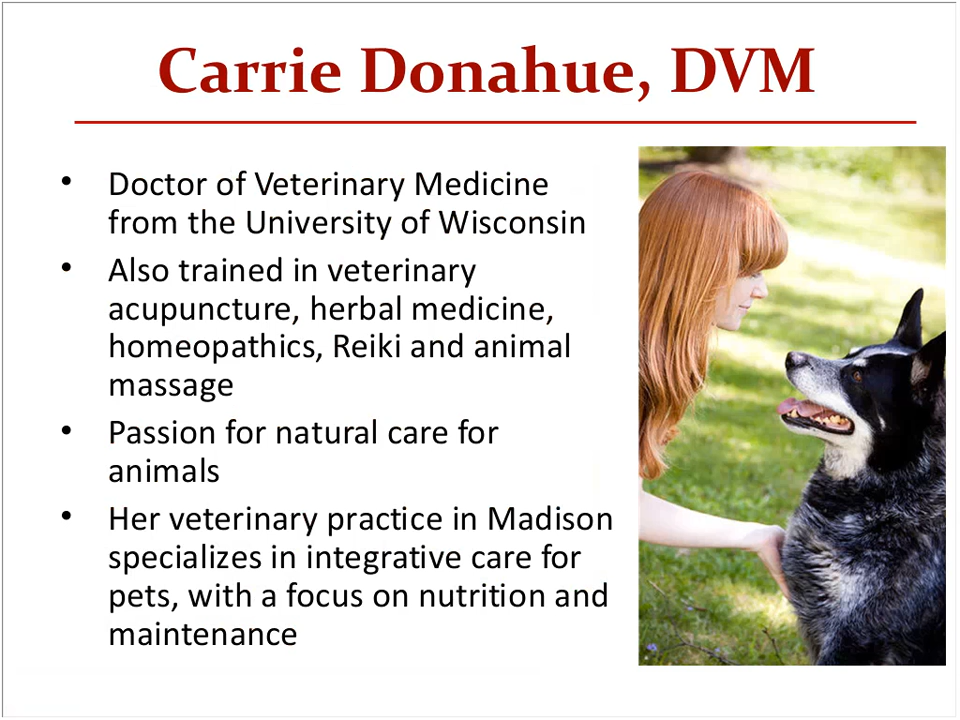 Carrie Donahue, DVM
• Doctor of Veterinary Medicine
from the University of Wisconsin
• Also trained in veterinary
acupuncture, herbal medicine,
homeopathics, Reiki and animal
massage
• Passion for natural care for
animals
• Her veterinary practice in Madison
specializes in integrative care for
pets, with a focus on nutrition and
maintenance